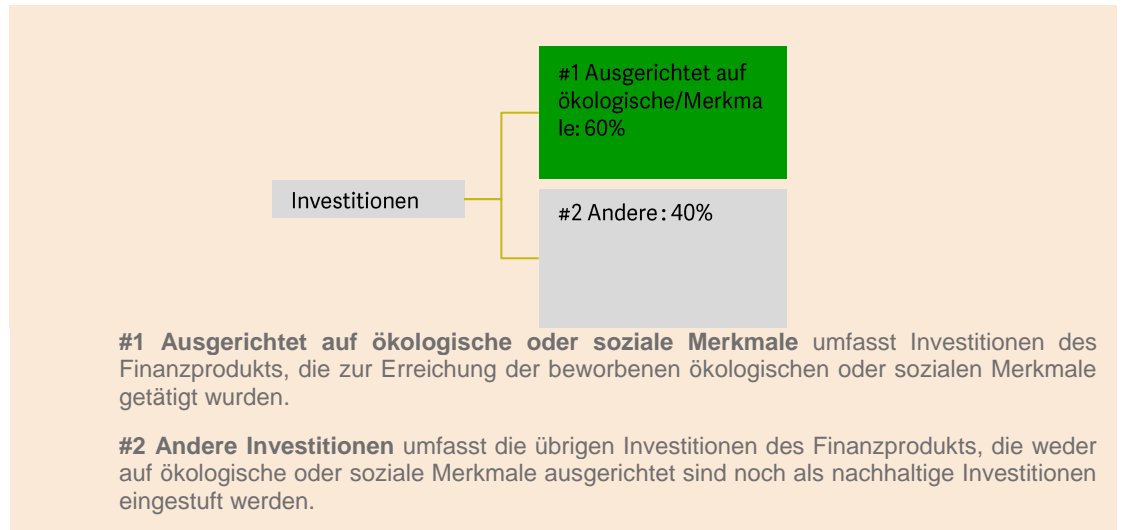 #1 Ausgerichtet auf
ökologische/Merkma
le: 60%
Investitionen
#2 Andere: 40%
#1 Ausgerichtet auf ökologische oder soziale Merkmale umfasst Investitionen des
Finanzprodukts, die zur Erreichung der beworbenen ökologischen oder sozialen Merkmale
getätigt wurden.
#2 Andere Investitionen umfasst die übrigen Investitionen des Finanzprodukts, die weder
auf ökologische oder soziale Merkmale ausgerichtet sind noch als nachhaltige Investitionen
eingestuft werden.